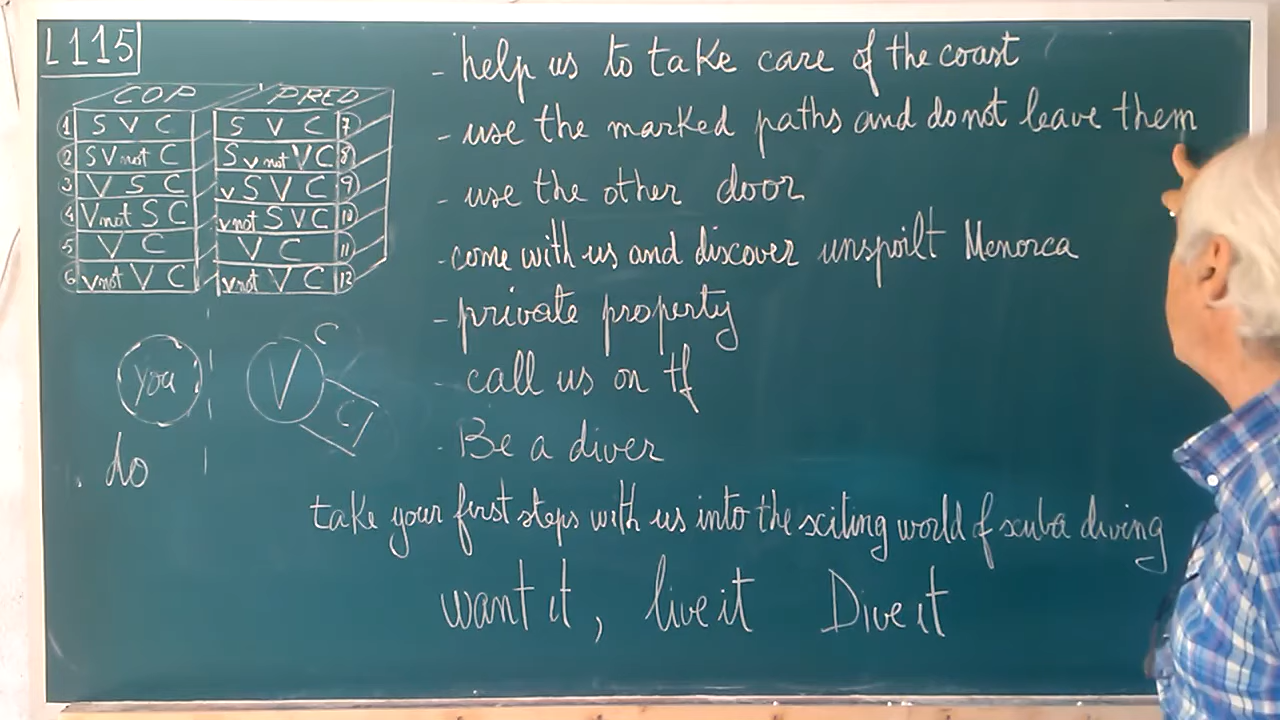 L115
COP PRED
1 S V C S V C 7
2 S V not C S v not V C 8
3 V S C v S V C 9
4 V not S C v not S V C 10
5 V C V C 11
6 v not V C v not V C 12
you V C C
. do
- help us to take care of the coast
- use the marked paths and do not leave them
- use the other door
- come with us and discover unspoilt Menorca
- private property
- call us on tf
- Be a diver
take your first steps with us into the sciting world of scuba diving
want it, live it Dive it